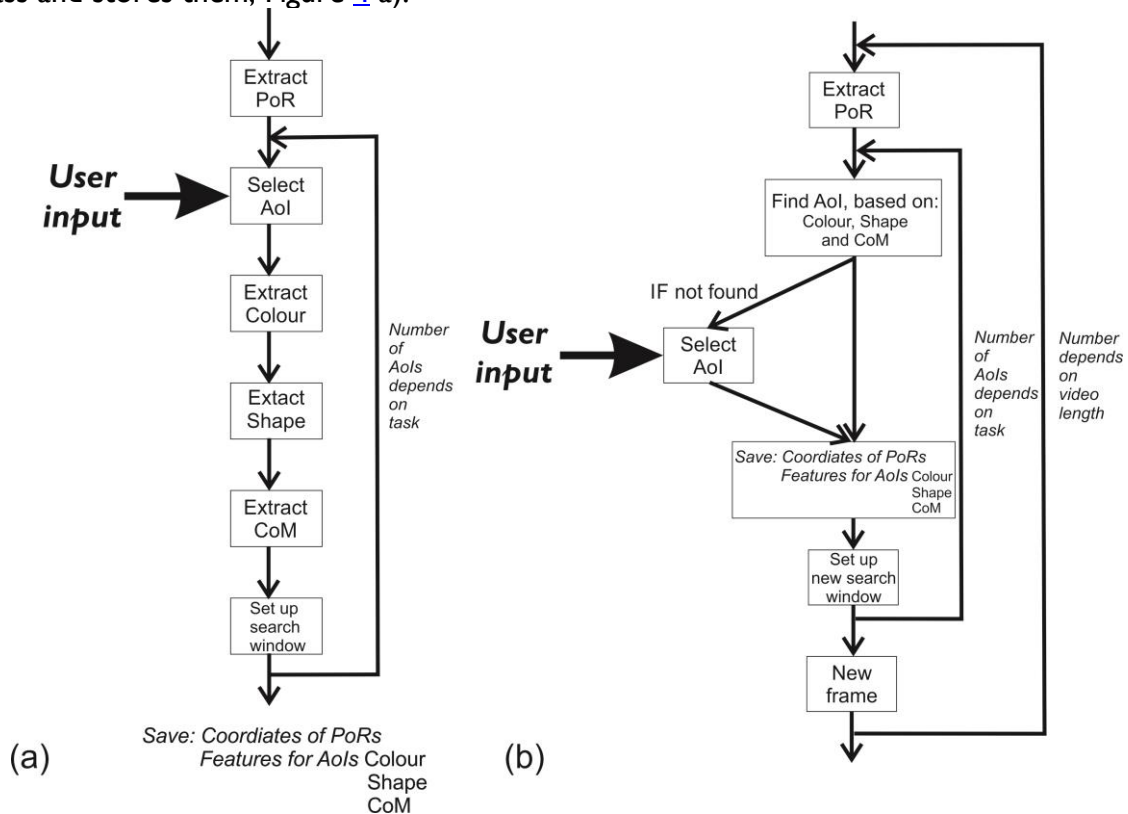 ss and stores them, Figure 4 a).
Extract
PoR
User
input
Select
AoI
Extract
Colour
Extact
Shape
Extract
CoM
Set up
search
window
Number
of
AoIs
depends
on
task
Save: Coordiates of PoRs
Features for AoIs Colour
Shape
CoM
(a)
Extract
PoR
Find AoI, based on:
Colour, Shape
and CoM
IF not found
User
input
Select
AoI
Save: Coordiates of PoRs
Features for AoIs Colour
Shape
CoM
Set up
new search
window
New
frame
Number
of
AoIs
depends
on
task
Number
depends
on
video
length
(b)